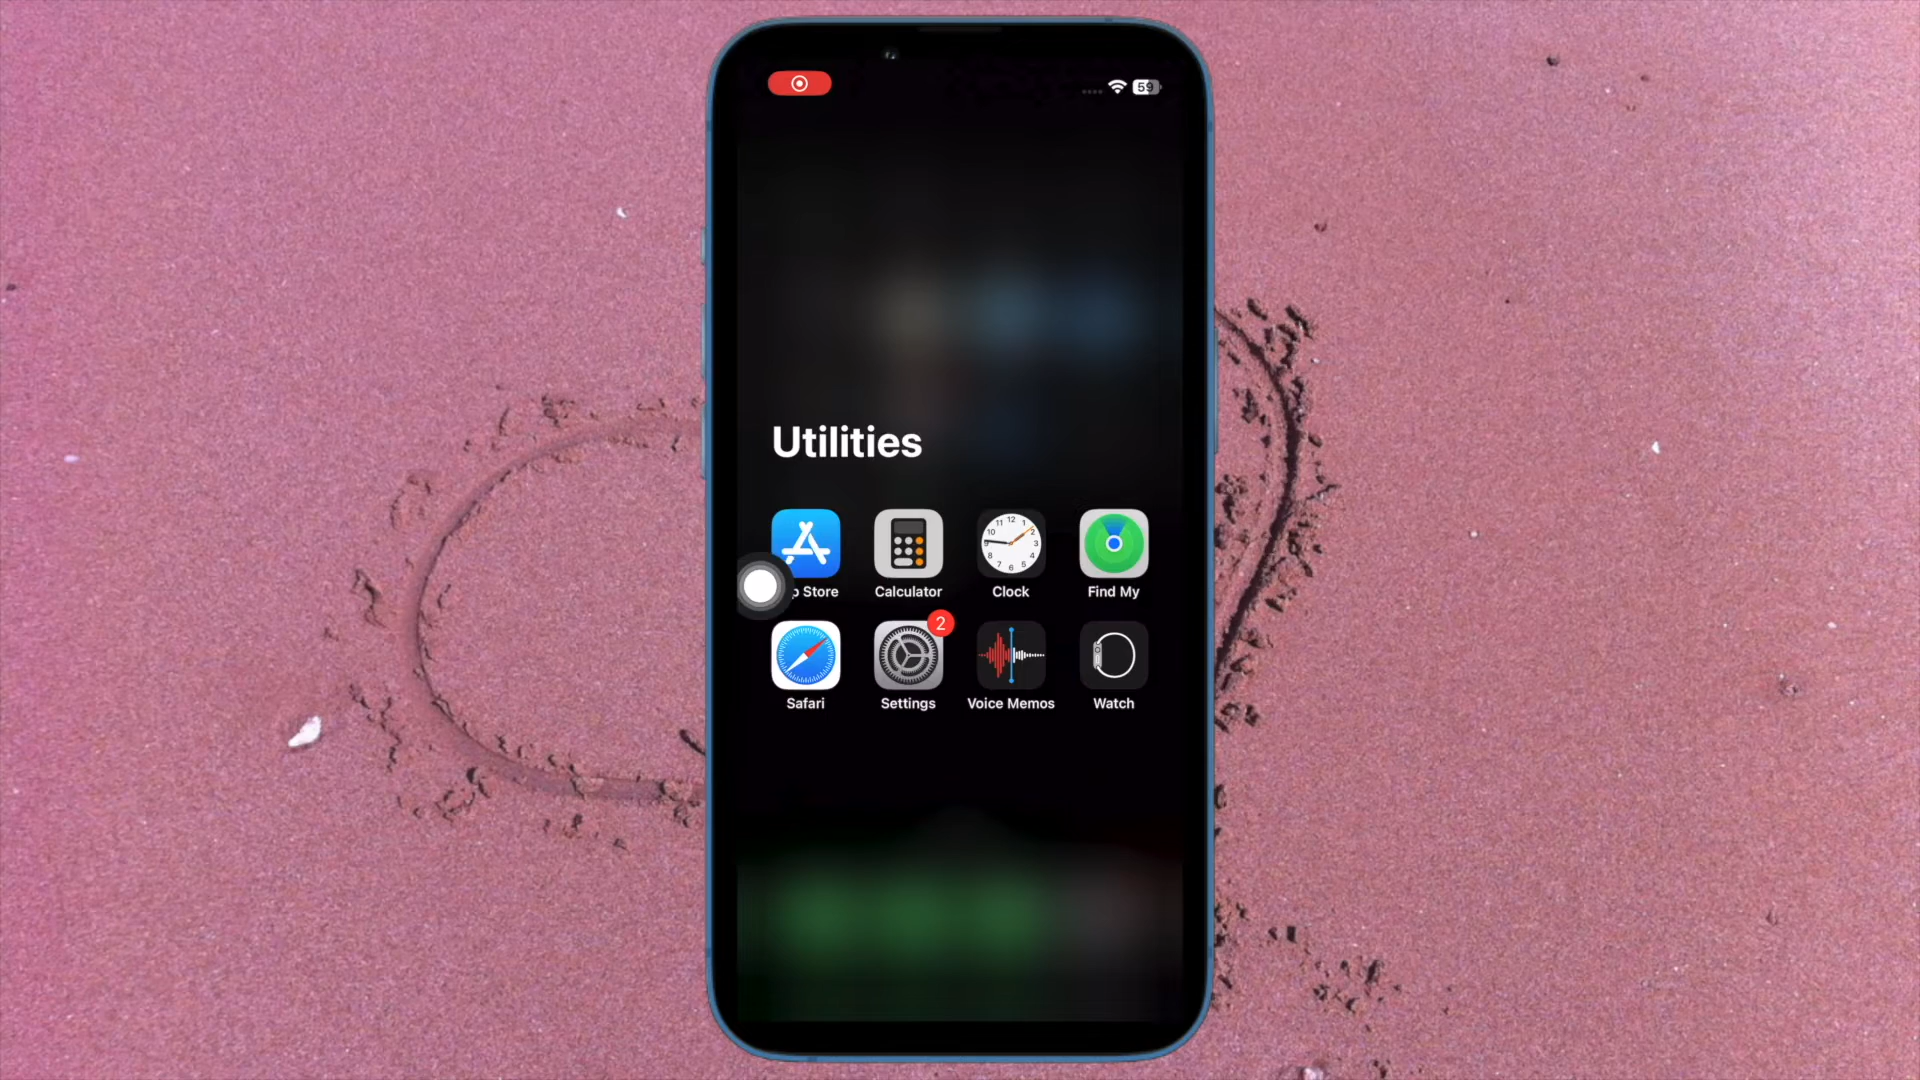 59
Utilities
p Store
Calculator
Clock
Find My
2
Safari
Settings
Voice Memos
Watch